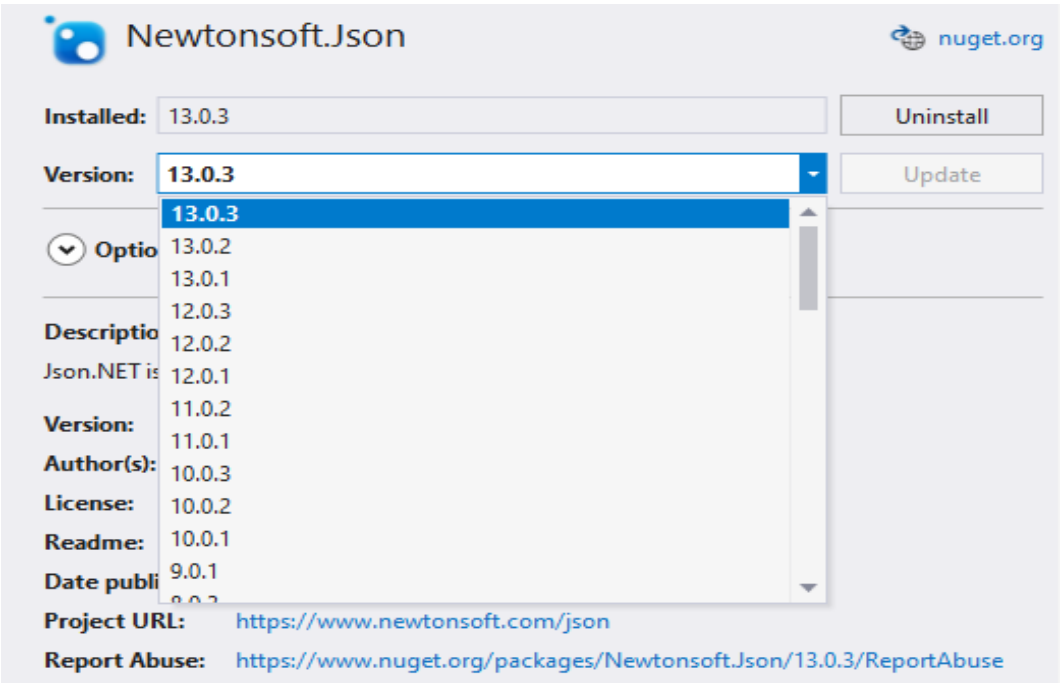 Newtonsoft.Json
nuget.org
Installed: 13.0.3
Uninstall
Version: 13.0.3
Update
13.0.3
13.0.2
Optio
13.0.1
12.0.3
Descriptio
12.0.2
Json.NET is
12.0.1
11.0.2
Version:
11.0.1
Author(s):
10.0.3
License:
10.0.2
Readme:
10.0.1
9.0.1
Date publi
Project URL: https://www.newtonsoft.com/json
Report Abuse: https://www.nuget.org/packages/Newtonsoft.Json/13.0.3/ReportAbuse